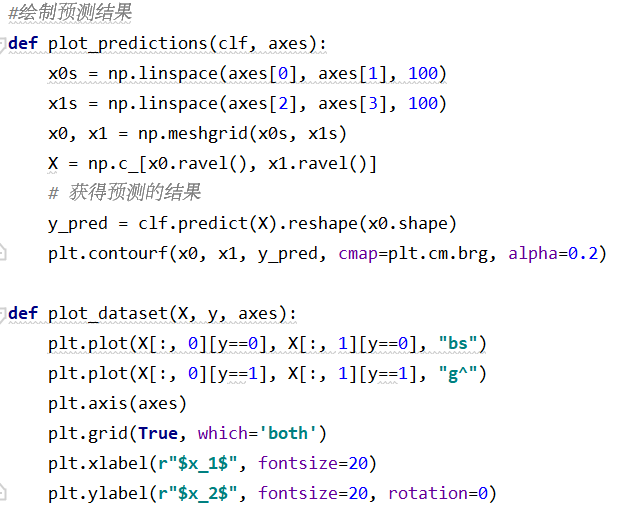 #绘制预测结果
def plot_predictions(clf, axes):
    x0s = np.linspace(axes[0], axes[1], 100)
    x1s = np.linspace(axes[2], axes[3], 100)
    x0, x1 = np.meshgrid(x0s, x1s)
    X = np.c_[x0.ravel(), x1.ravel()]
    # 获得预测的结果
    y_pred = clf.predict(X).reshape(x0.shape)
    plt.contourf(x0, x1, y_pred, cmap=plt.cm.brg, alpha=0.2)

def plot_dataset(X, y, axes):
    plt.plot(X[:, 0][y==0], X[:, 1][y==0], "bs")
    plt.plot(X[:, 0][y==1], X[:, 1][y==1], "g^")
    plt.axis(axes)
    plt.grid(True, which='both')
    plt.xlabel(r"$x_1$", fontsize=20)
    plt.ylabel(r"$x_2$", fontsize=20, rotation=0)